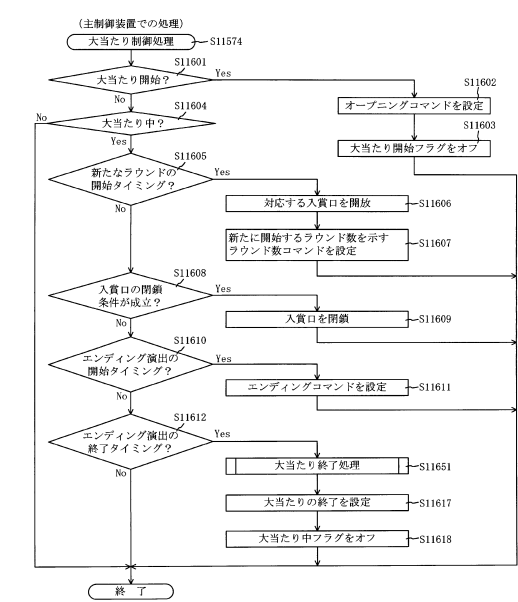 (主制御装置での処理)
大当たり制御処理
S11574
S11601
大当たり開始?
Yes
No
S11602
オープニングコマンドを設定
S11603
大当たり開始フラグをオフ
S11604
大当たり中?
No
Yes
S11605
新たなラウンドの
開始タイミング?
Yes
No
対応する入賞口を開放
S11606
新たに開始するラウンド数を示す
ラウンド数コマンドを設定
S11607
S11608
入賞口の閉鎖
条件が成立?
Yes
No
入賞口を閉鎖
S11609
S11610
エンディング演出の
開始タイミング?
Yes
No
エンディングコマンドを設定
S11611
S11612
エンディング演出の
終了タイミング?
Yes
No
大当たり終了処理
S11651
大当たりの終了を設定
S11617
大当たり中フラグをオフ
S11618
終 了